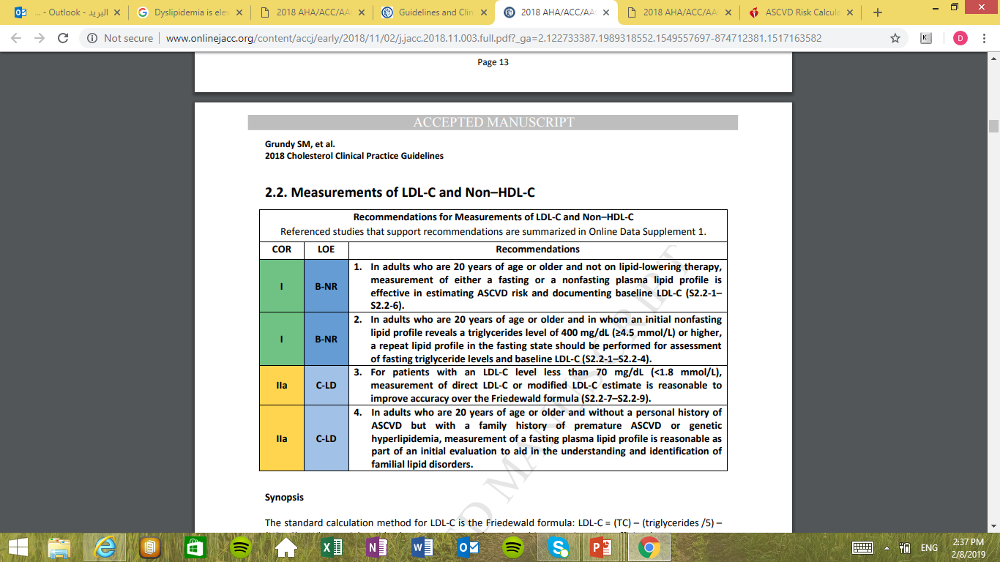 البريد - Outlook - ...
Dyslipidemia is ele
2018 AHA/ACC/AA
Guidelines and Clin
2018 AHA/ACC/AA
2018 AHA/ACC/AA
ASCVD Risk Calcula
Not secure | www.onlinejacc.org/content/accj/early/2018/11/02/j.jacc.2018.11.003.full.pdf?_ga=2.122733387.1989318552.1549557697-874712381.1517163582
K
D
Page 13
ACCEPTED MANUSCRIPT
Grundy SM, et al.
2018 Cholesterol Clinical Practice Guidelines
2.2. Measurements of LDL-C and Non–HDL-C
Recommendations for Measurements of LDL-C and Non–HDL-C
Referenced studies that support recommendations are summarized in Online Data Supplement 1.
COR LOE Recommendations
I B-NR
1. In adults who are 20 years of age or older and not on lipid-lowering therapy,
measurement of either a fasting or a nonfasting plasma lipid profile is
effective in estimating ASCVD risk and documenting baseline LDL-C (S2.2-1–
S2.2-6).
I B-NR
2. In adults who are 20 years of age or older and in whom an initial nonfasting
lipid profile reveals a triglycerides level of 400 mg/dL (≥4.5 mmol/L) or higher,
a repeat lipid profile in the fasting state should be performed for assessment
of fasting triglyceride levels and baseline LDL-C (S2.2-1–S2.2-4).
IIa C-LD
3. For patients with an LDL-C level less than 70 mg/dL (<1.8 mmol/L),
measurement of direct LDL-C or modified LDL-C estimate is reasonable to
improve accuracy over the Friedewald formula (S2.2-7–S2.2-9).
IIa C-LD
4. In adults who are 20 years of age or older and without a personal history of
ASCVD but with a family history of premature ASCVD or genetic
hyperlipidemia, measurement of a fasting plasma lipid profile is reasonable as
part of an initial evaluation to aid in the understanding and identification of
familial lipid disorders.
Synopsis
The standard calculation method for LDL-C is the Friedewald formula: LDL-C = (TC) – (triglycerides /5) –
ENG
2:37 PM
2/8/2019